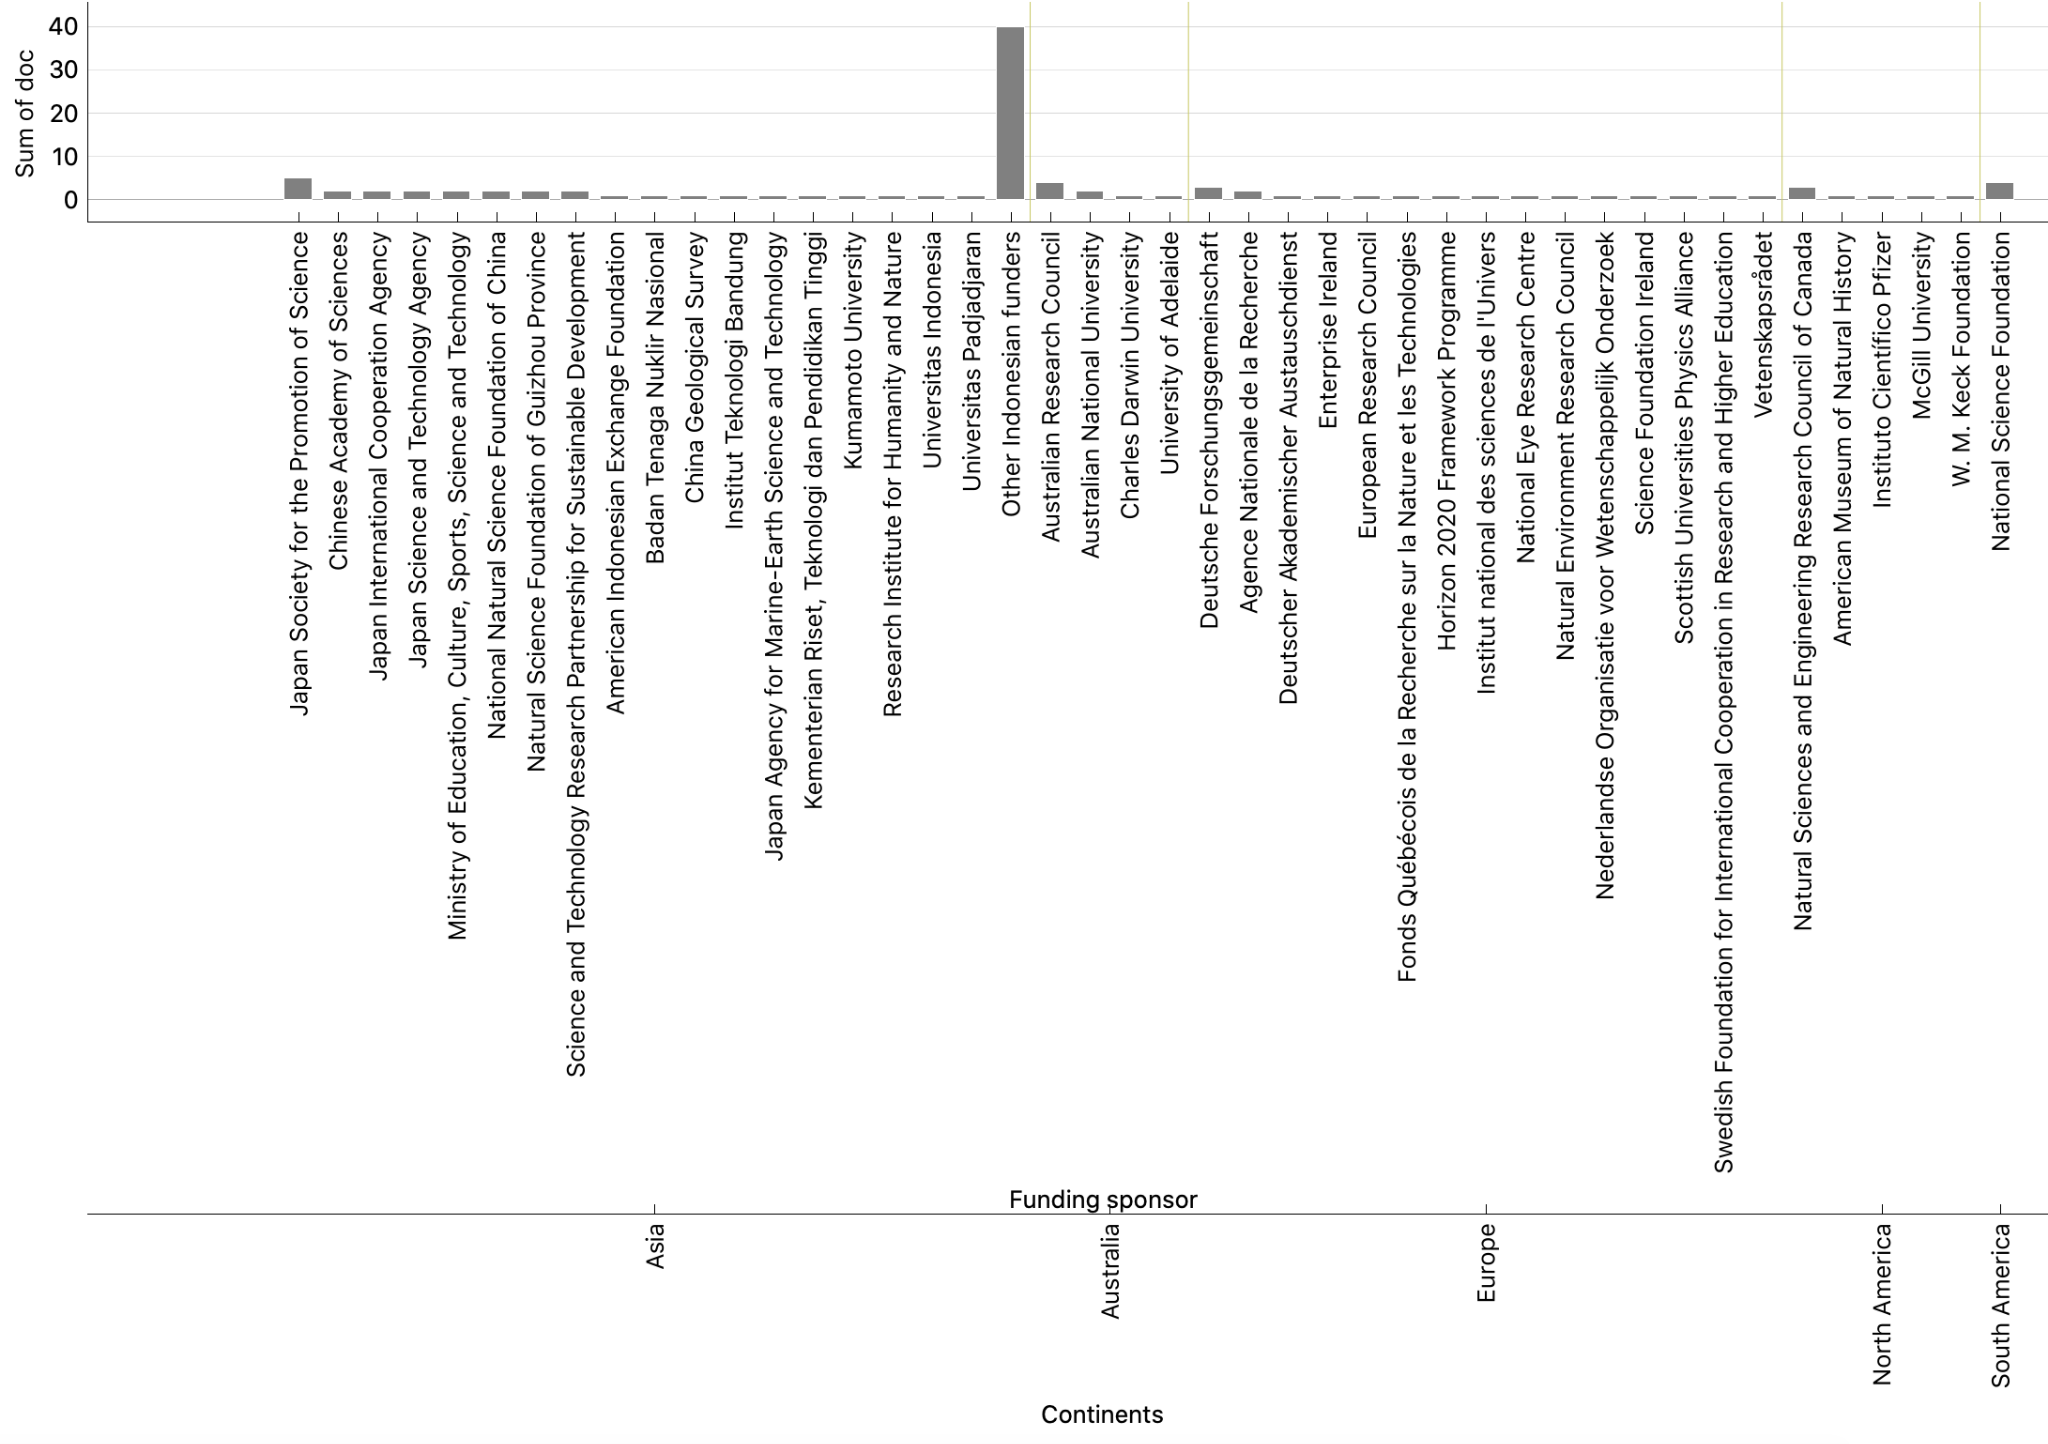 Sum of doc
40
30
20
10
0
Japan Society for the Promotion of Science
Chinese Academy of Sciences
Japan International Cooperation Agency
Japan Science and Technology Agency
Ministry of Education, Culture, Sports, Science and Technology
National Natural Science Foundation of China
Natural Science Foundation of Guizhou Province
Science and Technology Research Partnership for Sustainable Development
American Indonesian Exchange Foundation
Badan Tenaga Nuklir Nasional
China Geological Survey
Institut Teknologi Bandung
Japan Agency for Marine-Earth Science and Technology
Kementerian Riset, Teknologi dan Pendidikan Tinggi
Kumamoto University
Research Institute for Humanity and Nature
Universitas Indonesia
Universitas Padjadjaran
Other Indonesian funders
Australian Research Council
Australian National University
Charles Darwin University
University of Adelaide
Deutsche Forschungsgemeinschaft
Agence Nationale de la Recherche
Deutscher Akademischer Austauschdienst
Enterprise Ireland
European Research Council
Fonds Québécois de la Recherche sur la Nature et les Technologies
Horizon 2020 Framework Programme
Institut national des sciences de l'Univers
National Eye Research Centre
Natural Environment Research Council
Nederlandse Organisatie voor Wetenschappelijk Onderzoek
Science Foundation Ireland
Scottish Universities Physics Alliance
Swedish Foundation for International Cooperation in Research and Higher Education
Vetenskapsrådet
Natural Sciences and Engineering Research Council of Canada
American Museum of Natural History
Instituto Científico Pfizer
McGill University
W. M. Keck Foundation
National Science Foundation
Funding sponsor
Asia
Australia
Europe
North America
South America
Continents